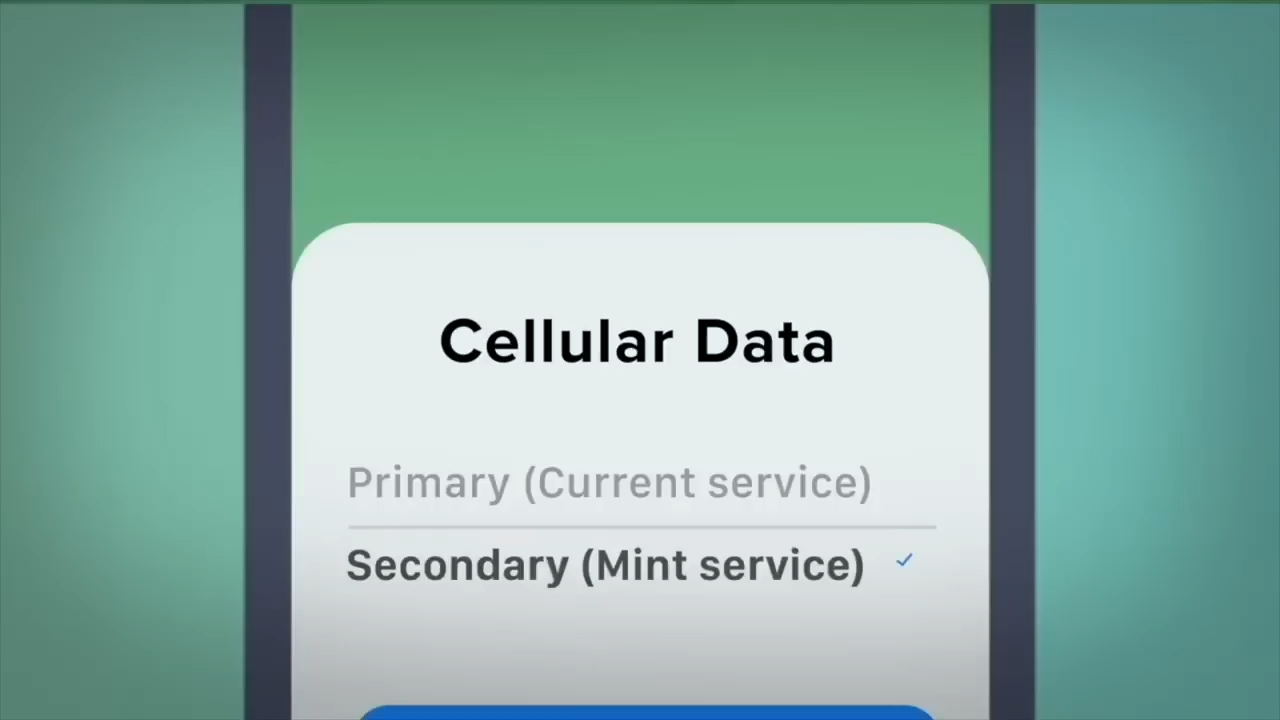 Cellular Data
Primary (Current service)
Secondary (Mint service)